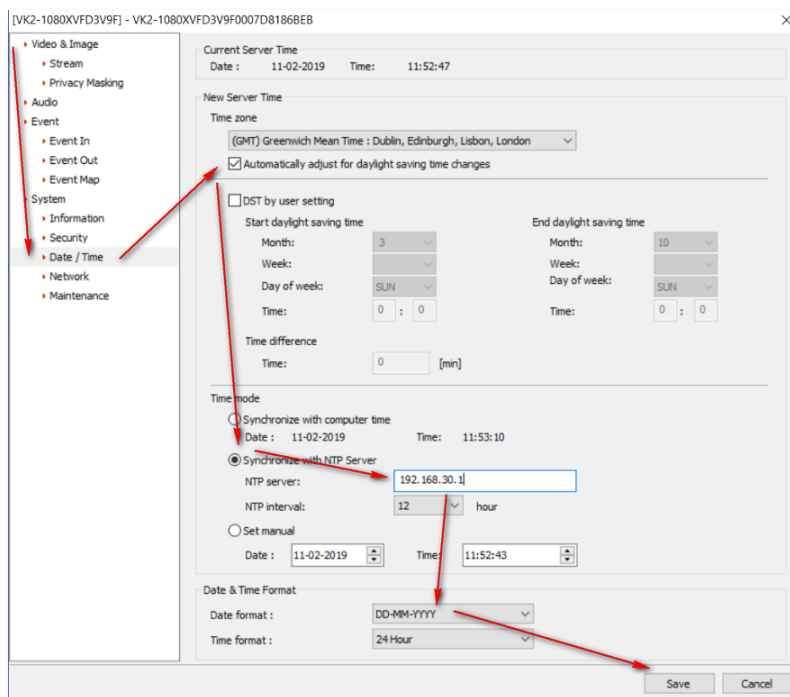 [VK2-1080XVFD3V9F] - VK2-1080XVFD3V9F0007D8186BEB
Video & Image
Stream
Privacy Masking
Audio
Event
Event In
Event Out
Event Map
System
Information
Security
Date / Time
Network
Maintenance
Current Server Time
Date : 11-02-2019 Time: 11:52:47
New Server Time
Time zone
(GMT) Greenwich Mean Time : Dublin, Edinburgh, Lisbon, London
Automatically adjust for daylight saving time changes
DST by user setting
Start daylight saving time End daylight saving time
Month: 3 Month: 10
Week: Week:
Day of week: SUN Day of week: SUN
Time: 0 : 0 Time: 0 : 0
Time difference
Time: 0 [min]
Time mode
Synchronize with computer time
Date : 11-02-2019 Time: 11:53:10
Synchronize with NTP Server
NTP server: 192.168.30.1
NTP interval: 12 hour
Set manual
Date : 11-02-2019 Time: 11:52:43
Date & Time Format
Date format : DD-MM-YYYY
Time format : 24 Hour
Save Cancel